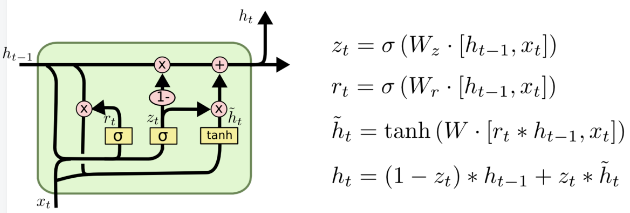 h_t
h_{t-1}
x
+
1-
x
r_t
z_t
x
h̃_t
σ
σ
tanh
x_t
z_t = σ (W_z · [h_{t-1}, x_t])
r_t = σ (W_r · [h_{t-1}, x_t])
h̃_t = tanh (W · [r_t * h_{t-1}, x_t])
h_t = (1 − z_t) * h_{t-1} + z_t * h̃_t